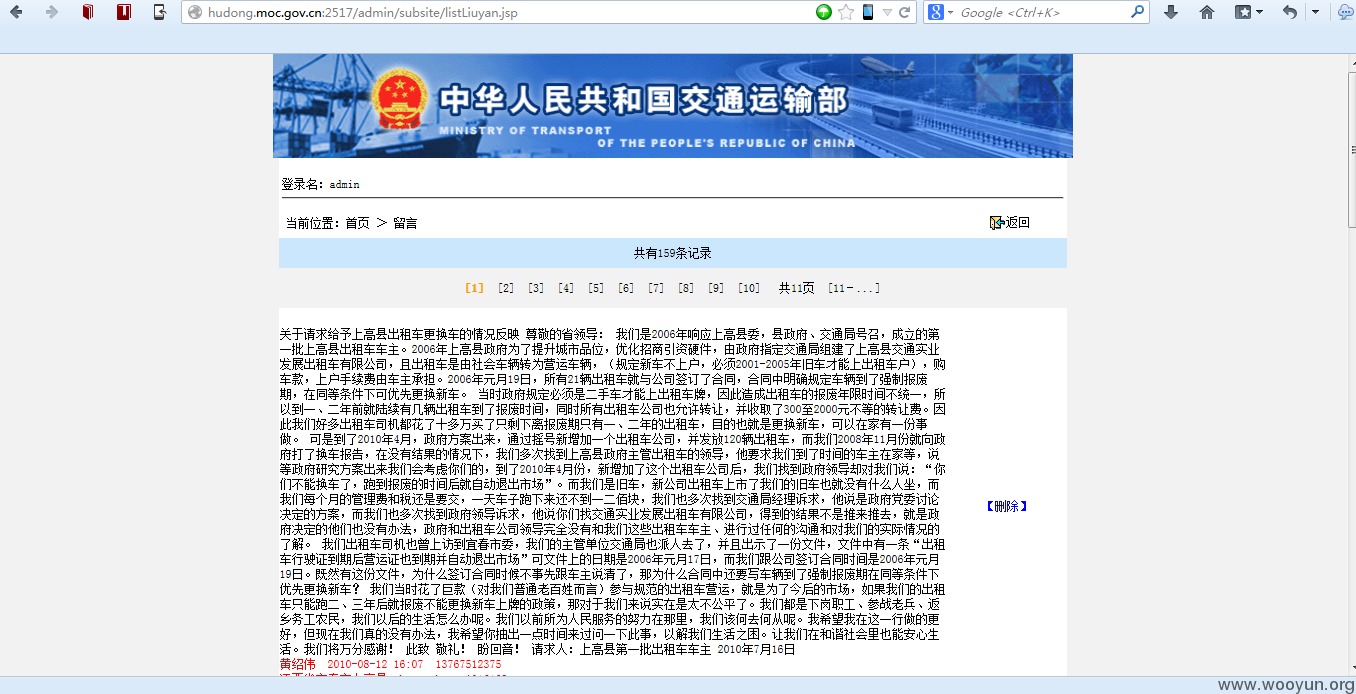 hudong.moc.gov.cn:2517/admin/subsite/listLiuyan.jsp
Google <Ctrl+K>
中华人民共和国交通运输部
MINISTRY OF TRANSPORT
OF THE PEOPLE'S REPUBLIC OF CHINA
登录名：admin
当前位置：首页 > 留言 返回
共有159条记录
[1] [2] [3] [4] [5] [6] [7] [8] [9] [10] 共11页 [11-...]
关于请求给予上高县出租车更换车的情况反映 尊敬的省领导： 我们是2006年响应上高县委，县政府、交通局号召，成立的第
一批上高县出租车车主。2006年上高县政府为了提升城市品位，优化招商引资硬件，由政府指定交通局组建了上高县交通实业
发展出租车有限公司，且出租车是由社会车辆转为营运车辆，（规定新车不上户，必须2001-2005年旧车才能上出租车户），购
车款，上户手续费由车主承担。2006年元月19日，所有21辆出租车就与公司签订了合同，合同中明确规定车辆到了强制报废
期，在同等条件下可优先更换新车。 当时政府规定必须是二手车才能上出租车牌，因此造成出租车的报废年限时间不统一，所
以到一、二年前就陆续有几辆出租车到了报废时间，同时所有出租车公司也允许转让，并收取了300至2000元不等的转让费。因
此我们好多出租车司机都花了十多万买了只剩下离报废期只有一、二年的出租车，目的也就是更换新车，可以在家有一份事
做。 可是到了2010年4月，政府方案出来，通过摇号新增加一个出租车公司，并发放120辆出租车，而我们2008年11月份就向政
府打了换车报告，在没有结果的情况下，我们多次找到上高县政府主管出租车的领导，他要求我们到了时间的车主在家等，说
等政府研究方案出来我们会考虑你们的，到了2010年4月份，新增加了这个出租车公司后，我们找到政府领导却对我们说：“你
们不能换车了，跑到报废的时间后就自动退出市场”。而我们是旧车，新公司出租车上市了我们的旧车也就没有什么人坐，而
我们每个月的管理费和税还是要交，一天车子跑下来还不到一二佰块，我们也多次找到交通局经理诉求，他说是政府党委讨论
决定的方案，而我们也多次找到政府领导诉求，他说你们找交通实业发展出租车有限公司，得到的结果不是推来推去，就是政
府决定的他们也没有办法，政府和出租车公司领导完全没有和我们这些出租车车主、进行过任何的沟通和对我们的实际情况的
了解。 我们出租车司机也曾上访到宜春市委，我们的主管单位交通局也派人去了，并且出示了一份文件，文件中有一条“出租
车行驶证到期后营运证也到期并自动退出市场”可文件上的日期是2006年元月17日，而我们跟公司签订合同时间是2006年元月
19日。既然有这份文件，为什么签订合同时候不事先跟车主说清了，那为什么合同中还要写车辆到了强制报废期在同等条件下
优先更换新车？ 我们当时花了巨款（对我们普通老百姓而言）参与规范的出租车营运，就是为了今后的市场，如果我们的出租
车只能跑二、三年后就报废不能更换新车上牌的政策，那对于我们来说实在是太不公平了。我们都是下岗职工、参战老兵、返
乡务工农民，我们以后的生活怎么办呢。我们以前所为人民服务的努力在那里，我们该何去何从呢。我希望我在这一行做的更
好，但现在我们真的没有办法，我希望你抽出一点时间来过问一下此事，以解我们生活之困。让我们在和谐社会里也能安心生
活。我们将万分感谢！ 此致 敬礼！ 盼回音！ 请求人：上高县第一批出租车车主 2010年7月16日
【删除】
黄绍伟 2010-08-12 16:07 13767512375
www.wooyun.org